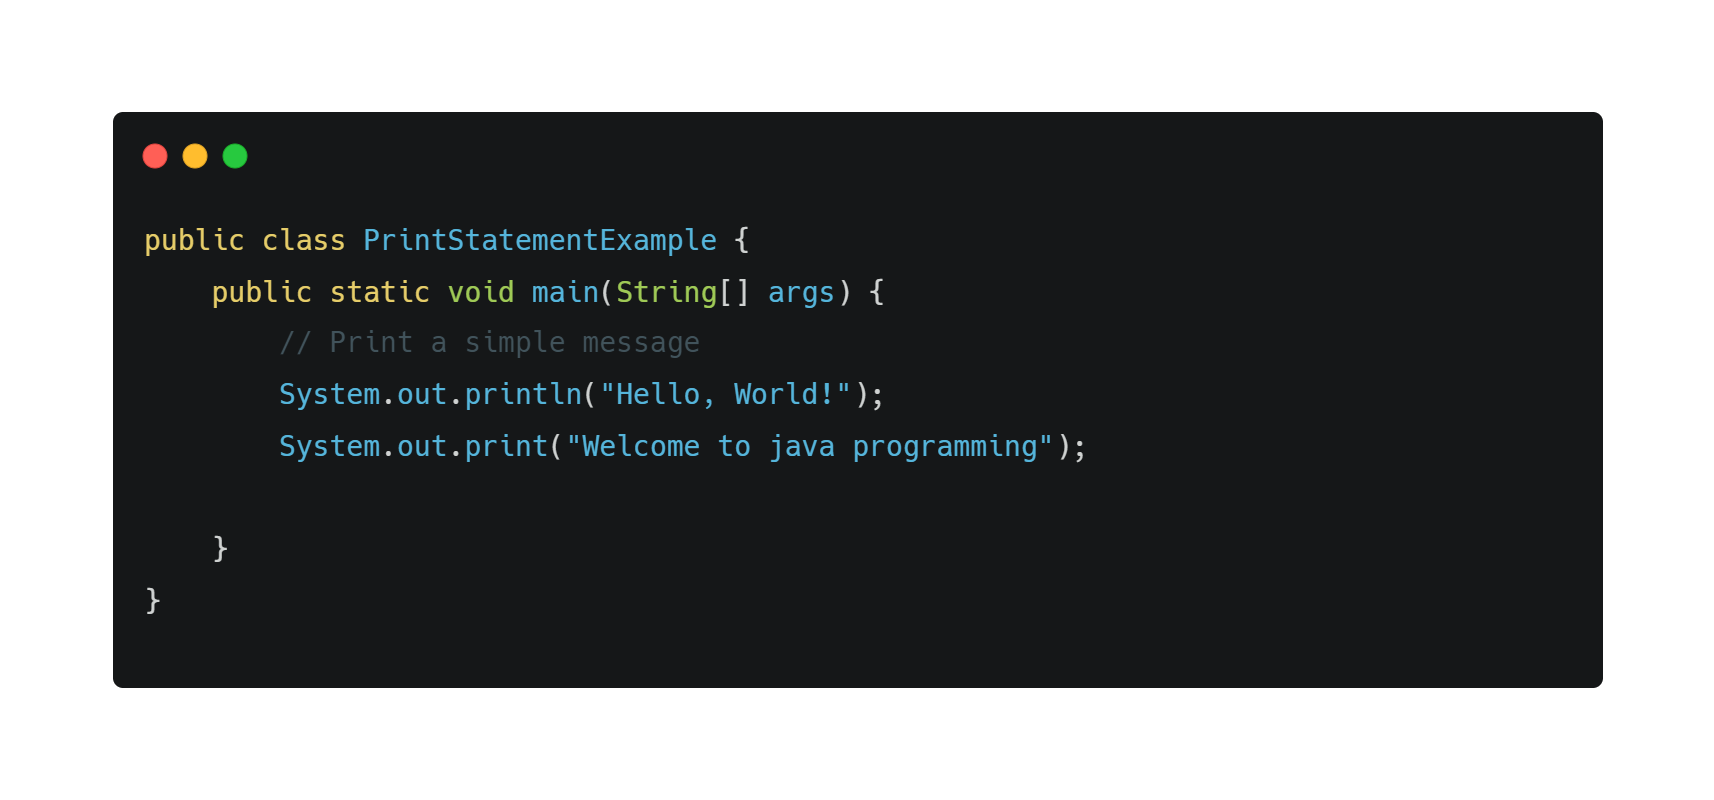 public class PrintStatementExample {
    public static void main(String[] args) {
        // Print a simple message
        System.out.println("Hello, World!");
        System.out.print("Welcome to java programming");

    }
}